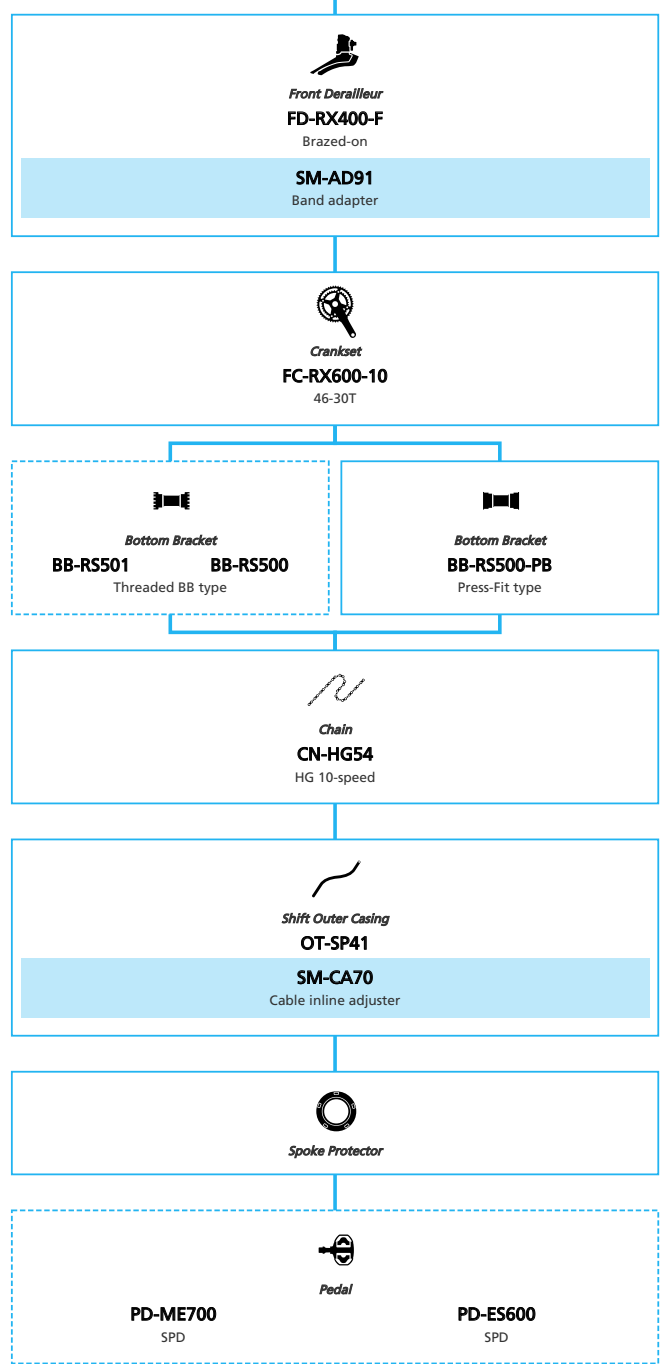 Front Derailleur
FD-RX400-F
Brazed-on
SM-AD91
Band adapter
Crankset
FC-RX600-10
46-30T
Bottom Bracket
BB-RS501 BB-RS500
Threaded BB type
Bottom Bracket
BB-RS500-PB
Press-Fit type
Chain
CN-HG54
HG 10-speed
Shift Outer Casing
OT-SP41
SM-CA70
Cable inline adjuster
Spoke Protector
Pedal
PD-ME700
SPD
PD-ES600
SPD